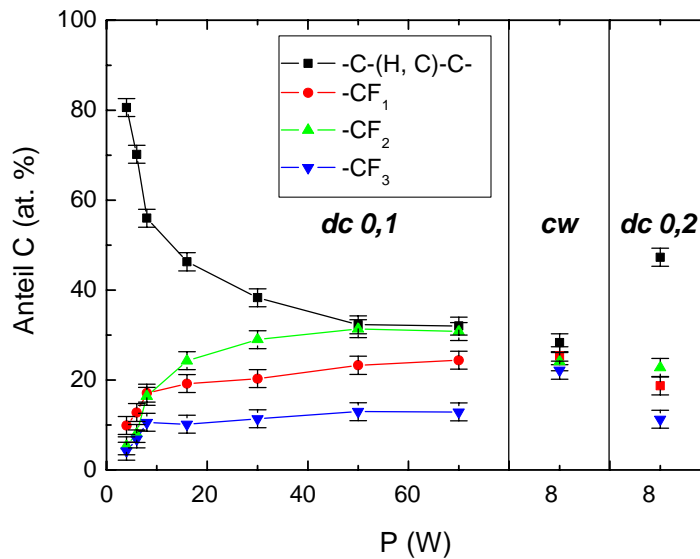 100
80
60
40
20
0
Anteil C (at. %)
-C-(H, C)-C-
-CF₁
-CF₂
-CF₃
dc 0,1
cw
dc 0,2
0 20 40 60 8 8
P (W)